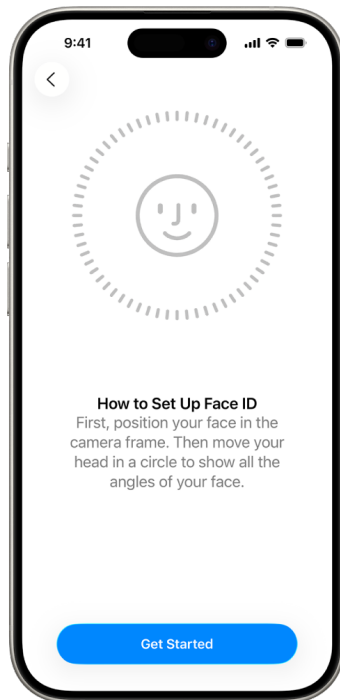 9:41
How to Set Up Face ID
First, position your face in the
camera frame. Then move your
head in a circle to show all the
angles of your face.
Get Started